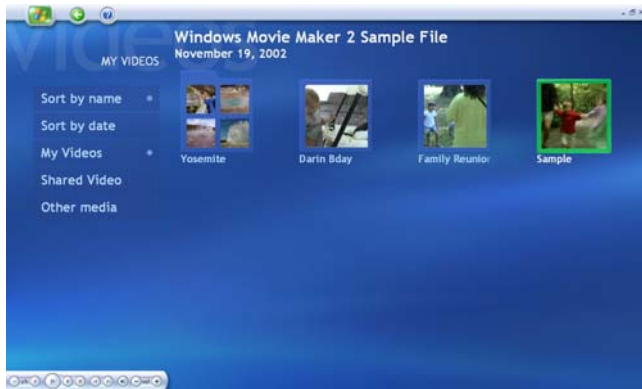 Windows Movie Maker 2 Sample File
November 19, 2002
videos
MY VIDEOS
Sort by name
Sort by date
My Videos
Shared Video
Other media
Yosemite
Darin Bday
Family Reunion
Sample